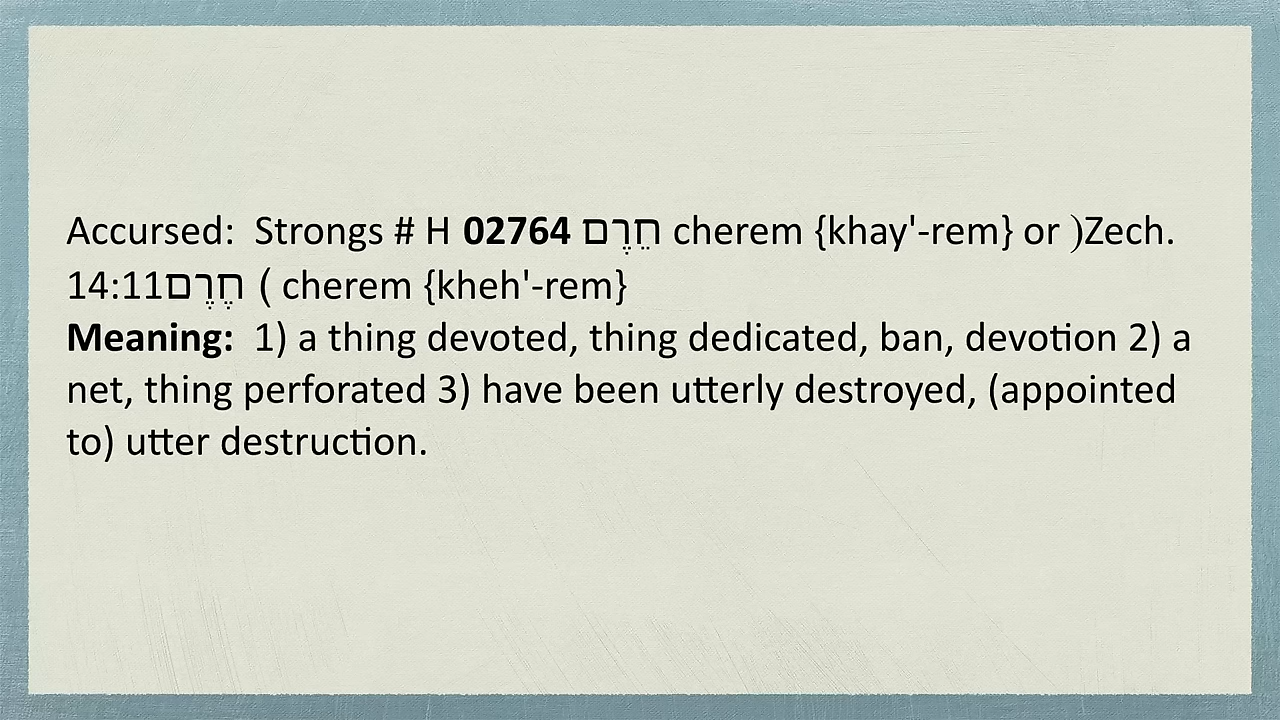 Accursed:  Strongs # H 02764 חֵרֶם cherem {khay'-rem} or )Zech.
14:11חֶרֶם ( cherem {kheh'-rem}
Meaning:  1) a thing devoted, thing dedicated, ban, devotion 2) a
net, thing perforated 3) have been utterly destroyed, (appointed
to) utter destruction.